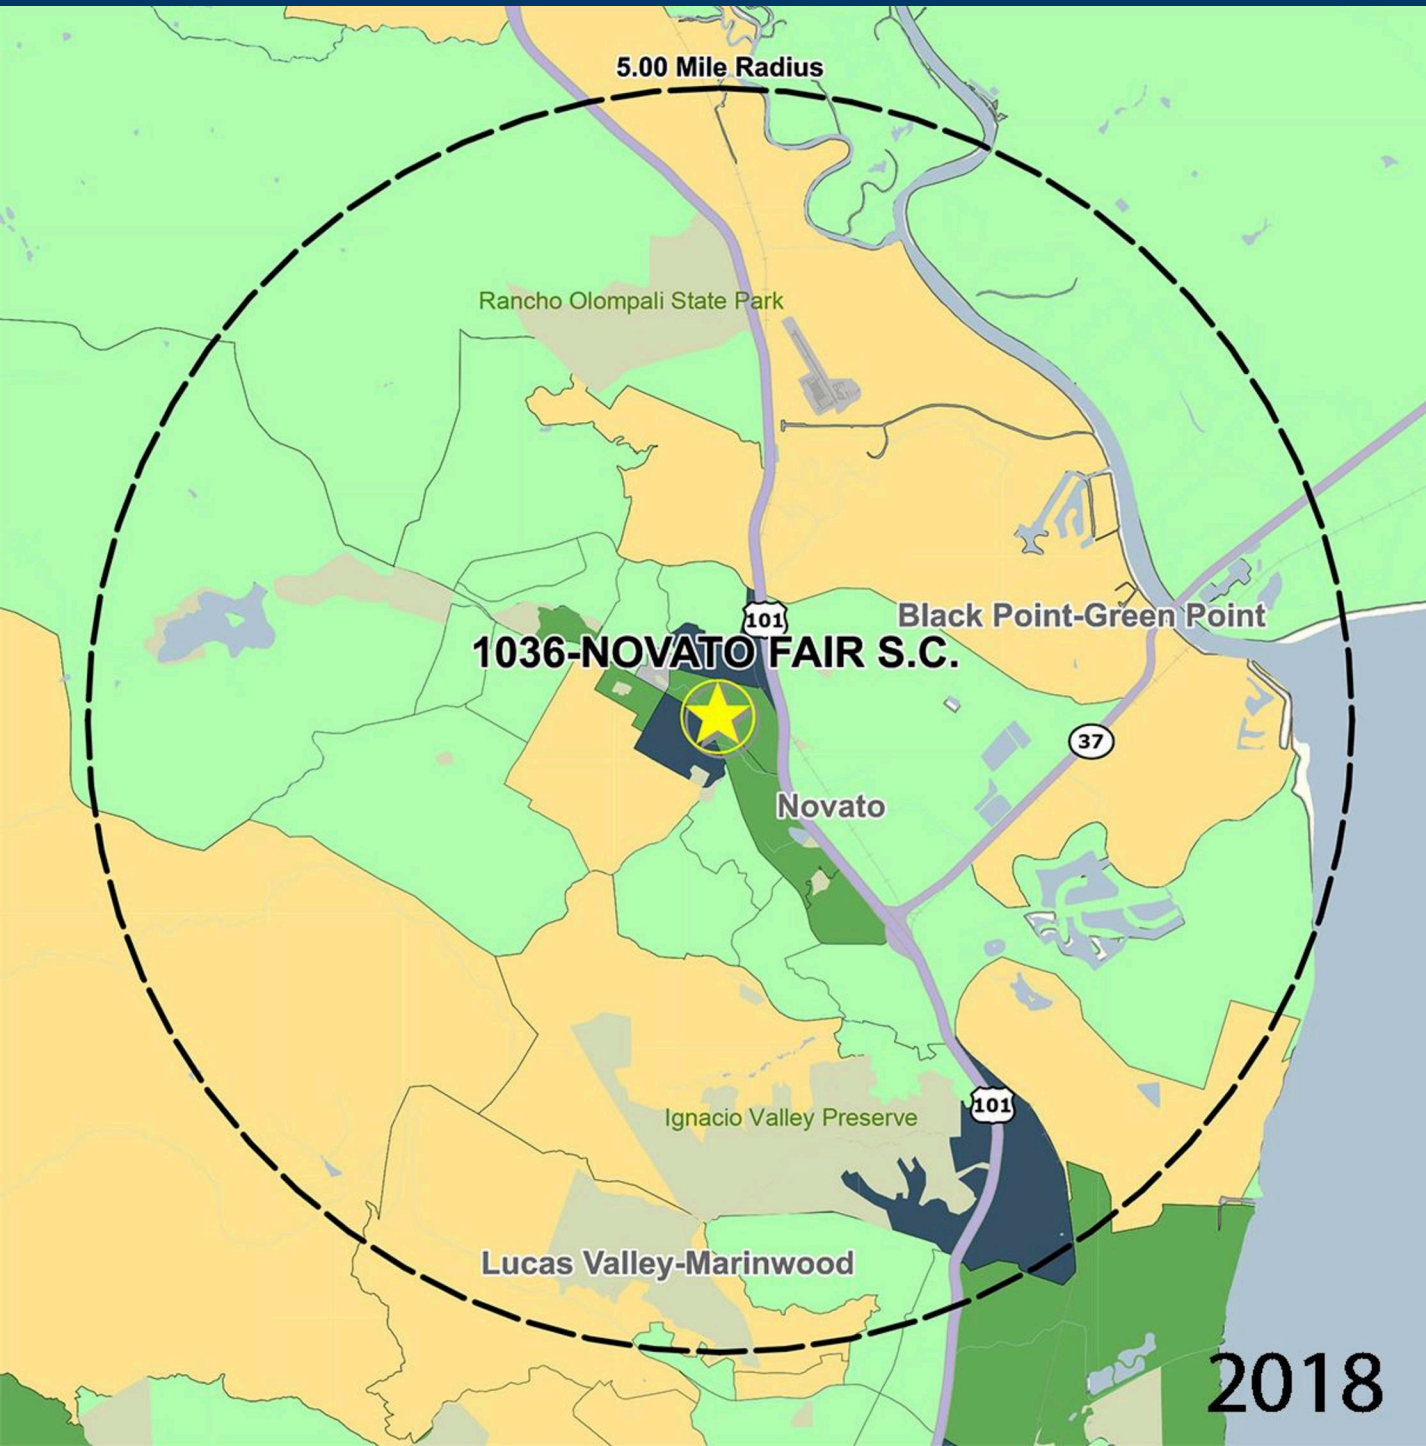 5.00 Mile Radius
Rancho Olompali State Park
101
Black Point-Green Point
1036-NOVATO FAIR S.C.
37
Novato
101
Ignacio Valley Preserve
Lucas Valley-Marinwood
2018